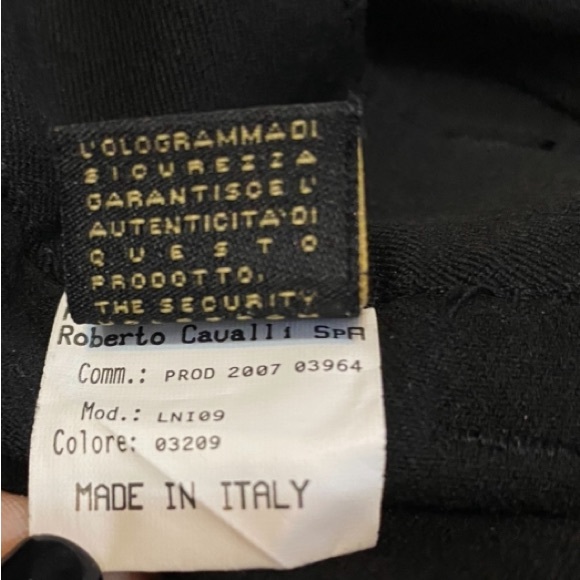 L'OLOGRAMMA DI
SICUREZZA
GARANTISCE L'
AUTENTICITA' DI
QUESTO
PRODOTTO.
THE SECURITY
Roberto Cavalli SpA
Comm.: PROD 2007 03964
Mod.: LNI09
Colore: 03209
MADE IN ITALY